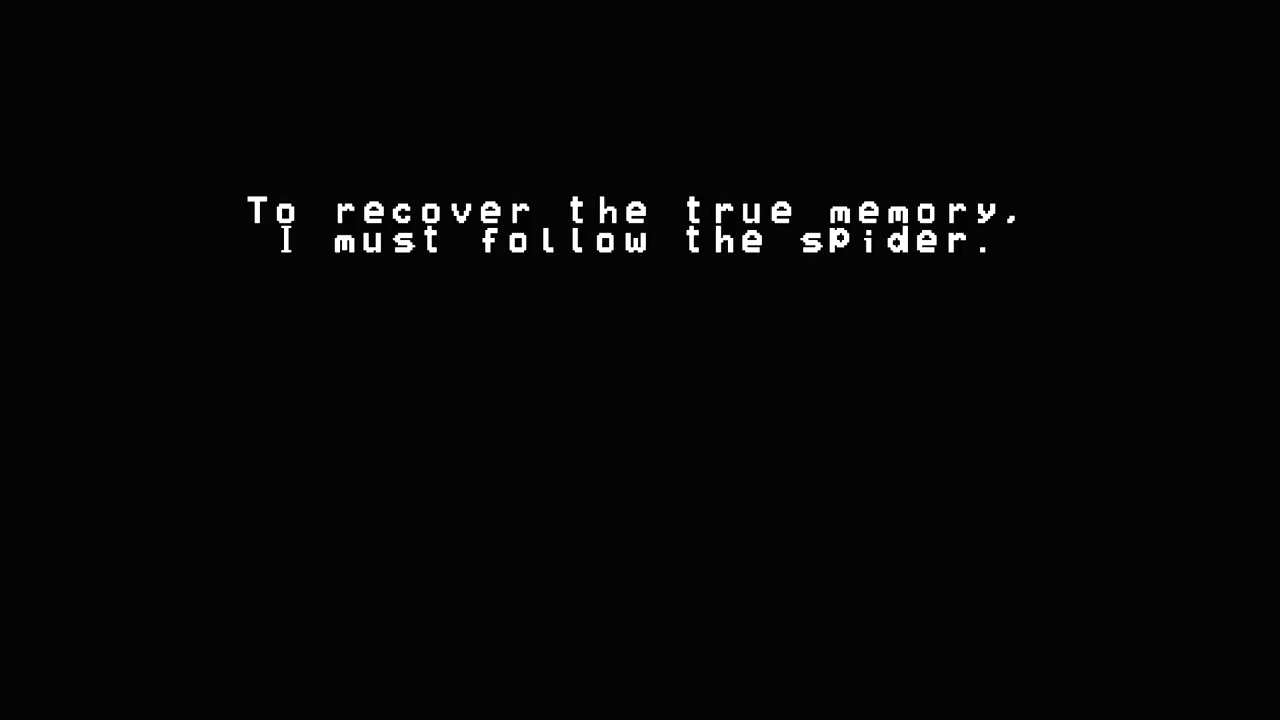 To recover the true memory,
I must follow the spider.